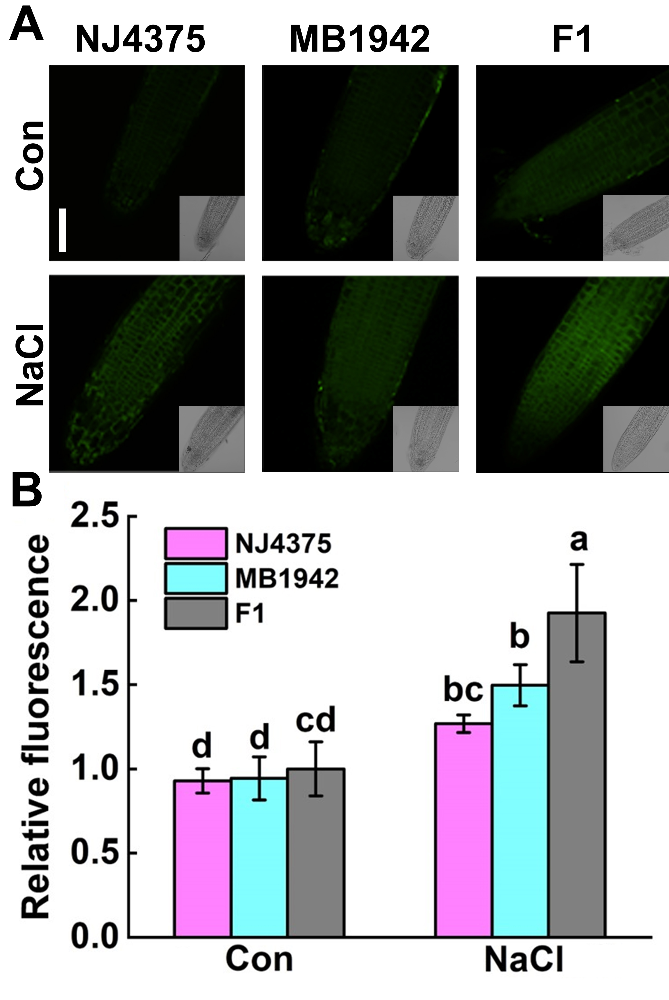 A
NJ4375 MB1942 F1
Con
NaCl
B
Relative fluorescence
2.5
2.0
1.5
1.0
0.5
0.0
NJ4375
MB1942
F1
d d cd
bc b a
Con NaCl